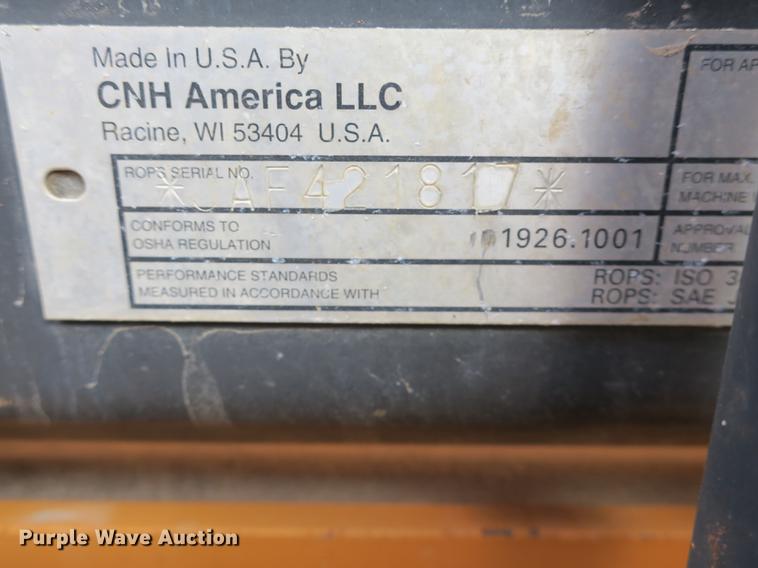 Made In U.S.A. By
CNH America LLC
Racine, WI 53404 U.S.A.
ROPS SERIAL NO.
*JAF421817*
CONFORMS TO
OSHA REGULATION
1926.1001
PERFORMANCE STANDARDS
MEASURED IN ACCORDANCE WITH
ROPS: ISO 3
ROPS: SAE J
FOR
FOR MAX.
MACHINE
APPROVAL
NUMBER
Purple Wave Auction